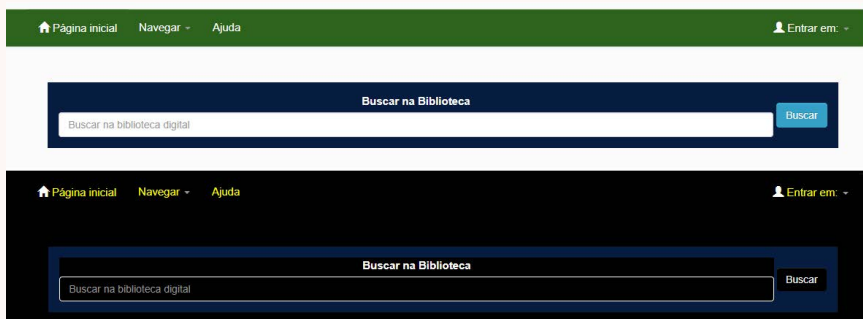 Página inicial Navegar Ajuda Entrar em:
Buscar na Biblioteca
Buscar na biblioteca digital Buscar
Página inicial Navegar Ajuda Entrar em:
Buscar na Biblioteca
Buscar na biblioteca digital Buscar